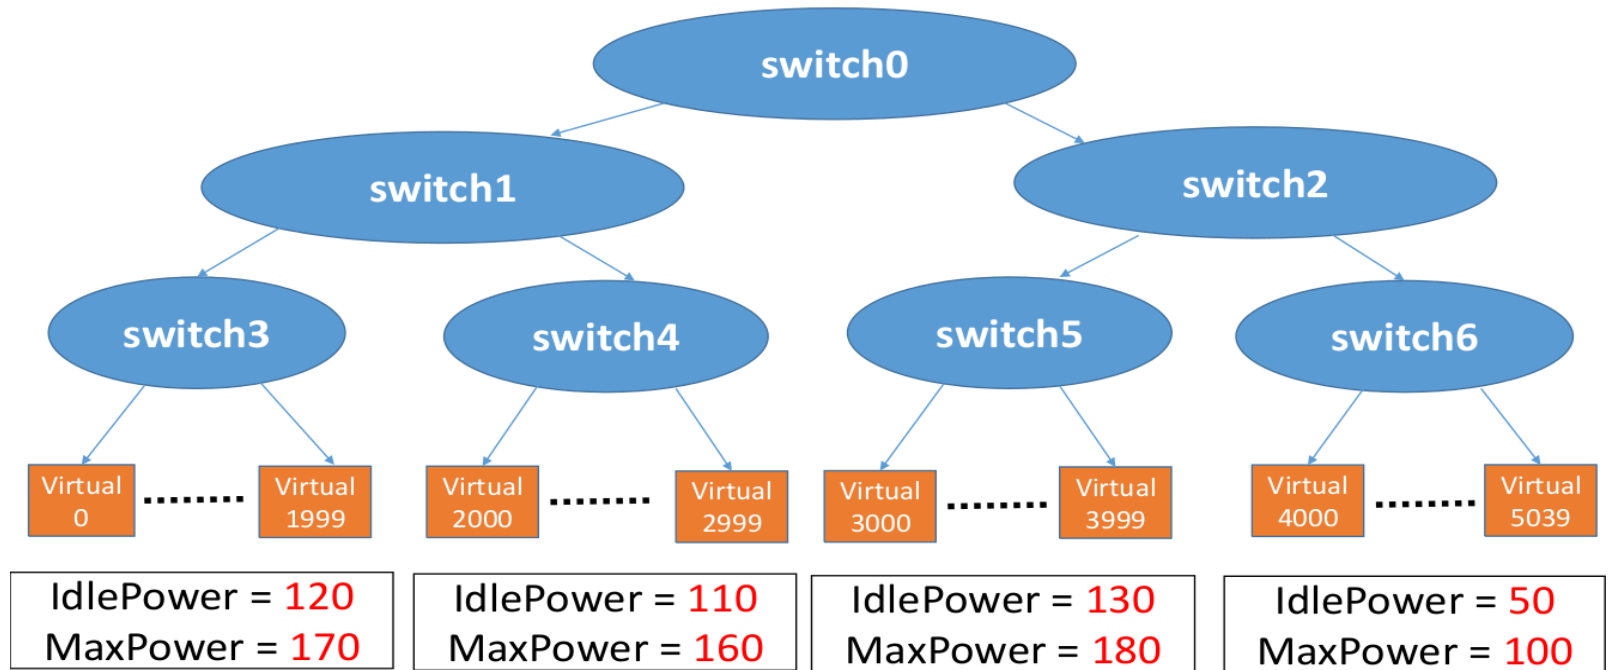 switch0
switch1
switch2
switch3
switch4
switch5
switch6
Virtual
0
Virtual
1999
Virtual
2000
Virtual
2999
Virtual
3000
Virtual
3999
Virtual
4000
Virtual
5039
IdlePower = 120
MaxPower = 170
IdlePower = 110
MaxPower = 160
IdlePower = 130
MaxPower = 180
IdlePower = 50
MaxPower = 100